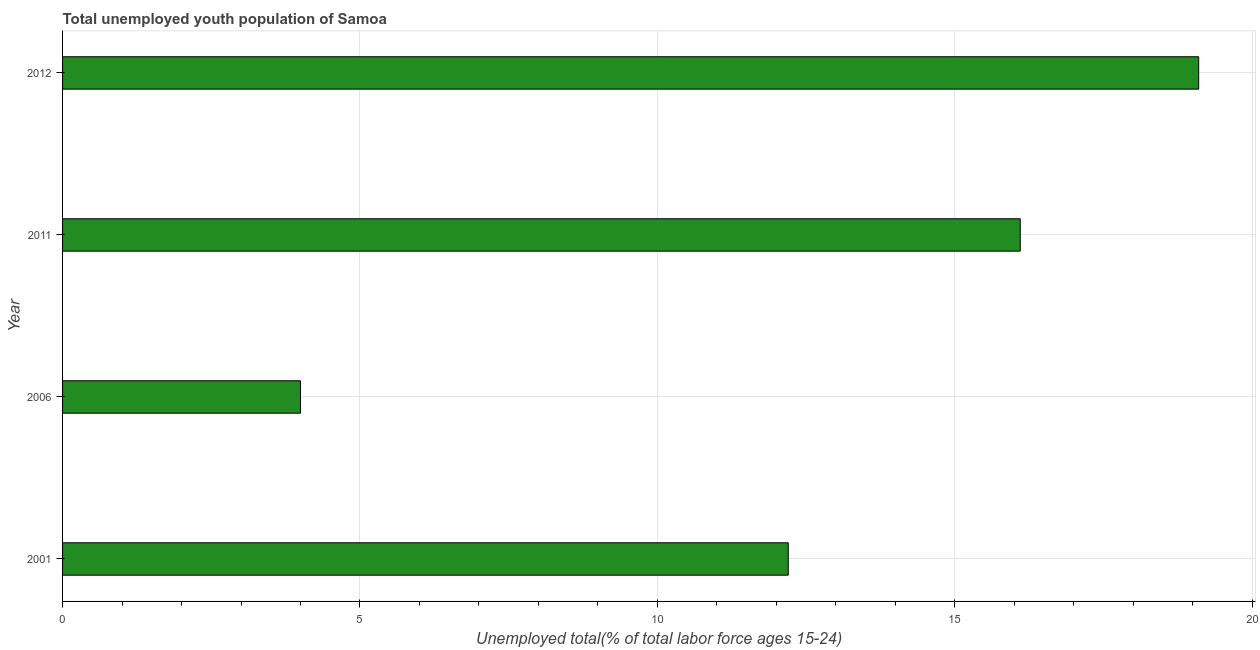 Total unemployed youth population of Samoa
2012
2011
2006
2001
Year
0 5 10 15 20
Unemployed total(% of total labor force ages 15-24)